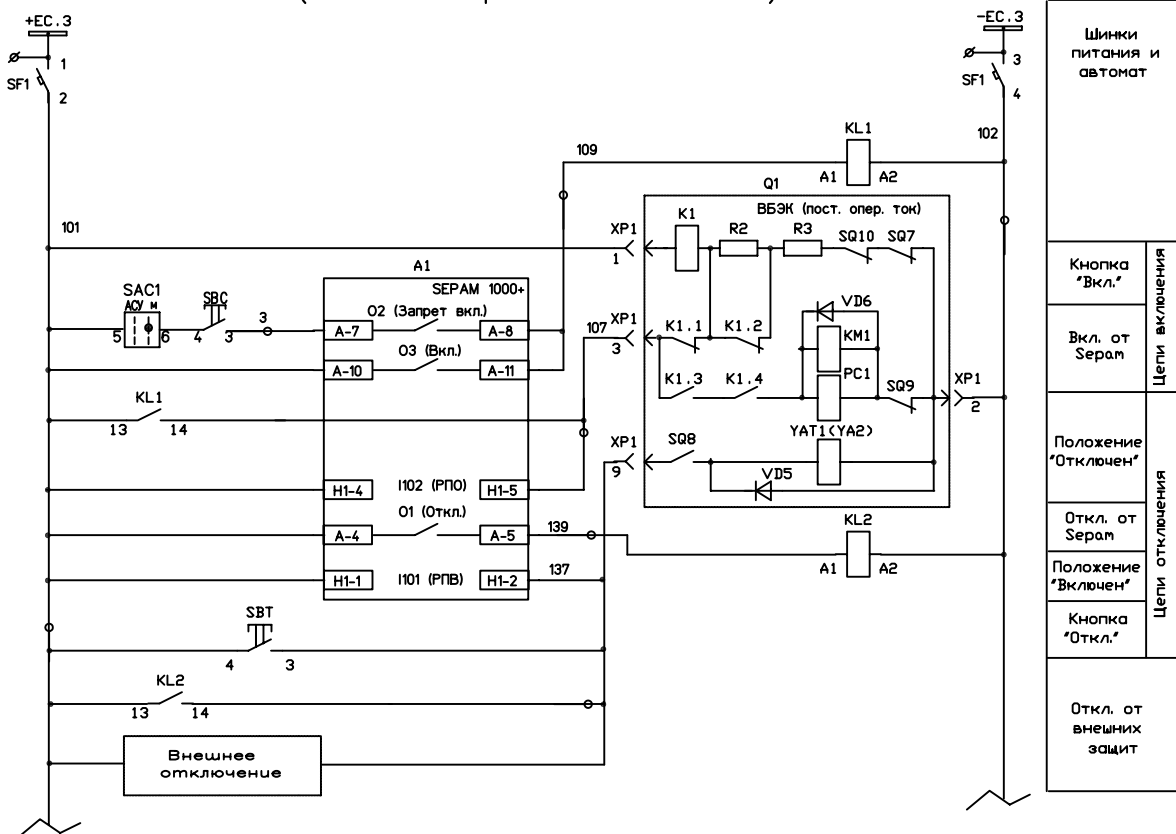 +EC.3
-EC.3
1
SF1
2
3
SF1
4
Шинки
питания и
автомат
KL1
A1
A2
102
109
101
Q1
ВБЭК (пост. опер. ток)
XP1
1
K1
R2
R3
SQ10
SQ7
A1
SEPAM 1000+
SAC1
АСУ м
5
6
SBC
4
3
3
O2 (Запрет вкл.)
A-7
A-8
O3 (Вкл.)
A-10
A-11
107
XP1
3
K1.1
K1.2
VD6
KM1
PC1
K1.3
K1.4
SQ9
XP1
2
Кнопка
"Вкл."
Вкл. от
Sepam
Цепи включения
KL1
13
14
XP1
9
SQ8
YAT1(YA2)
VD5
H1-4
I102 (РПО)
H1-5
O1 (Откл.)
A-4
A-5
139
KL2
A1
A2
H1-1
I101 (РПВ)
H1-2
137
Положение
"Отключен"
Откл. от
Sepam
Положение
"Включен"
Кнопка
"Откл."
Цепи отключения
SBT
4
3
KL2
13
14
Внешнее
отключение
Откл. от
внешних
защит